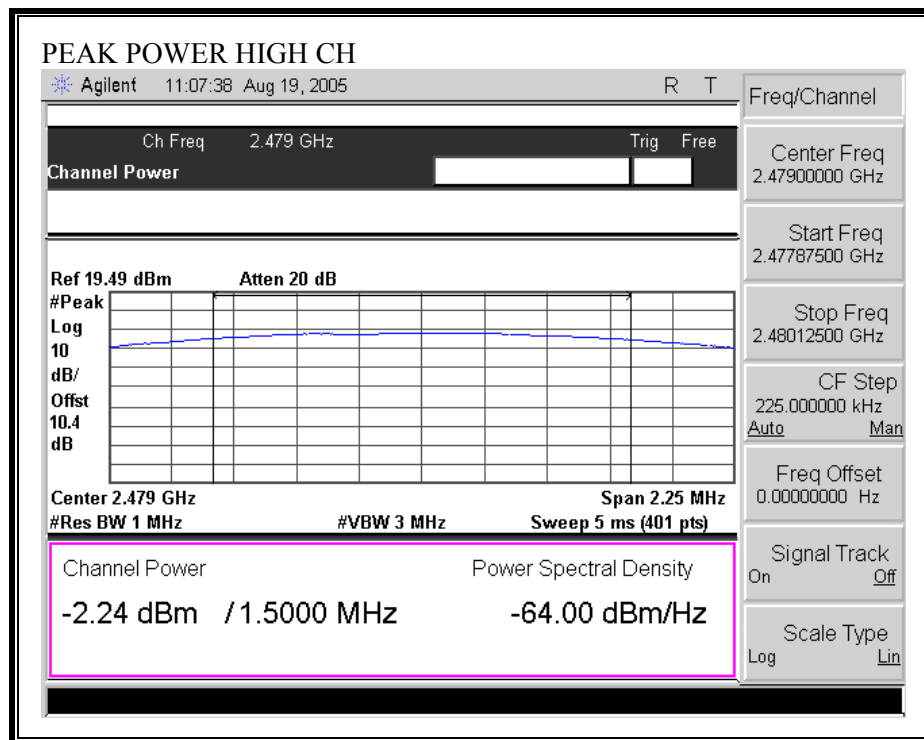 PEAK POWER HIGH CH
Agilent 11:07:38 Aug 19, 2005 R T
Ch Freq 2.479 GHz Trig Free
Channel Power
Ref 19.49 dBm Atten 20 dB
#Peak
Log
10
dB/
Offst
10.4
dB
Center 2.479 GHz Span 2.25 MHz
#Res BW 1 MHz #VBW 3 MHz Sweep 5 ms (401 pts)
Channel Power Power Spectral Density
-2.24 dBm /1.5000 MHz -64.00 dBm/Hz
Freq/Channel
Center Freq
2.47900000 GHz
Start Freq
2.47787500 GHz
Stop Freq
2.48012500 GHz
CF Step
225.000000 kHz
Auto Man
Freq Offset
0.00000000 Hz
Signal Track
On Off
Scale Type
Log Lin